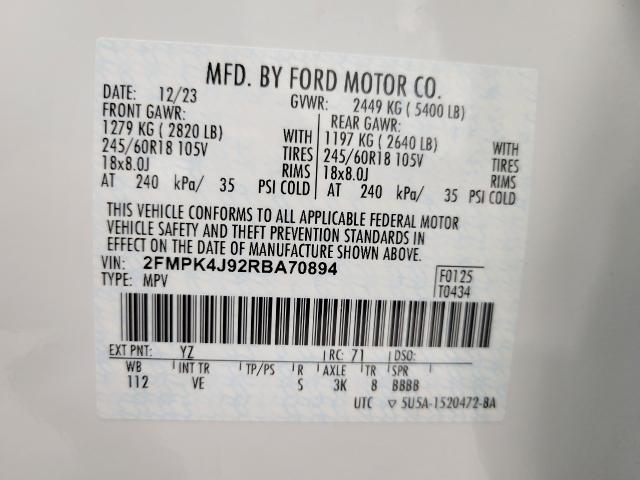 MFD. BY FORD MOTOR CO.
DATE: 12/23 GVWR: 2449 KG ( 5400 LB)
FRONT GAWR: REAR GAWR:
1279 KG ( 2820 LB) WITH 1197 KG ( 2640 LB) WITH
245/60R18 105V TIRES 245/60R18 105V TIRES
18x8.0J RIMS 18x8.0J RIMS
AT 240 kPa/ 35 PSI COLD AT 240 kPa/ 35 PSI COLD
THIS VEHICLE CONFORMS TO ALL APPLICABLE FEDERAL MOTOR
VEHICLE SAFETY AND THEFT PREVENTION STANDARDS IN
EFFECT ON THE DATE OF MANUFACTURE SHOWN ABOVE.
VIN: 2FMPK4J92RBA70894
TYPE: MPV
F0125
T0434
EXT PNT: YZ RC: 71 DSO:
WB INT TR TP/PS R AXLE TR SPR
112 VE S 3K 8 BBBB
UTC ▽ 5U5A-1520472-BA